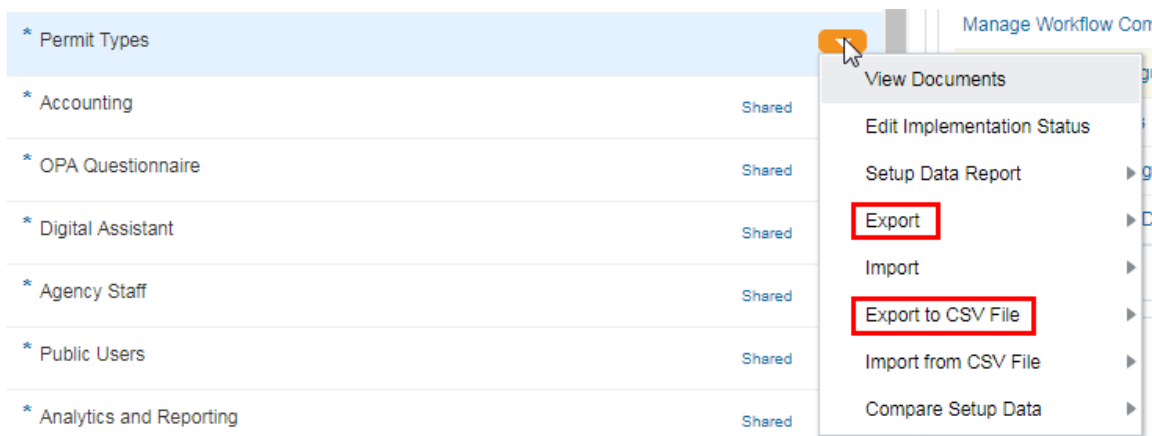 * Permit Types
* Accounting
Shared
* OPA Questionnaire
Shared
* Digital Assistant
Shared
* Agency Staff
Shared
* Public Users
Shared
* Analytics and Reporting
Shared
Manage Workflow
View Documents
Edit Implementation Status
Setup Data Report
Export
Import
Export to CSV File
Import from CSV File
Compare Setup Data